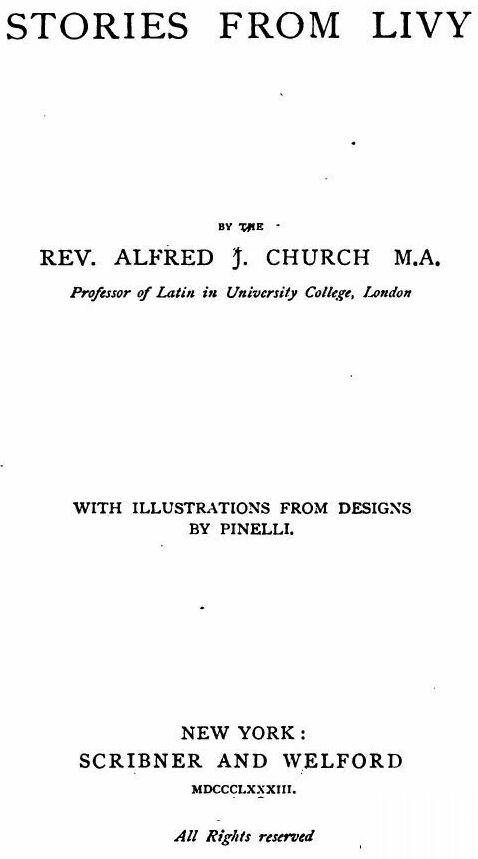 STORIES FROM LIVY
BY THE
REV. ALFRED J. CHURCH M.A.
Professor of Latin in University College, London
WITH ILLUSTRATIONS FROM DESIGNS
BY PINELLI.
NEW YORK:
SCRIBNER AND WELFORD
MDCCCLXXXIII.
All Rights reserved